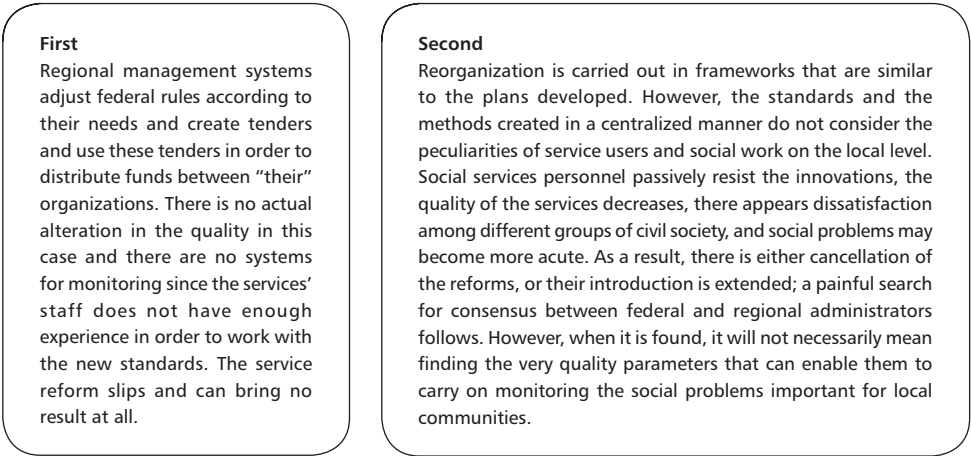 First
Regional management systems
adjust federal rules according to
their needs and create tenders
and use these tenders in order to
distribute funds between “their”
organizations. There is no actual
alteration in the quality in this
case and there are no systems
for monitoring since the services’
staff does not have enough
experience in order to work with
the new standards. The service
reform slips and can bring no
result at all.
Second
Reorganization is carried out in frameworks that are similar
to the plans developed. However, the standards and the
methods created in a centralized manner do not consider the
peculiarities of service users and social work on the local level.
Social services personnel passively resist the innovations, the
quality of the services decreases, there appears dissatisfaction
among different groups of civil society, and social problems may
become more acute. As a result, there is either cancellation of
the reforms, or their introduction is extended; a painful search
for consensus between federal and regional administrators
follows. However, when it is found, it will not necessarily mean
finding the very quality parameters that can enable them to
carry on monitoring the social problems important for local
communities.